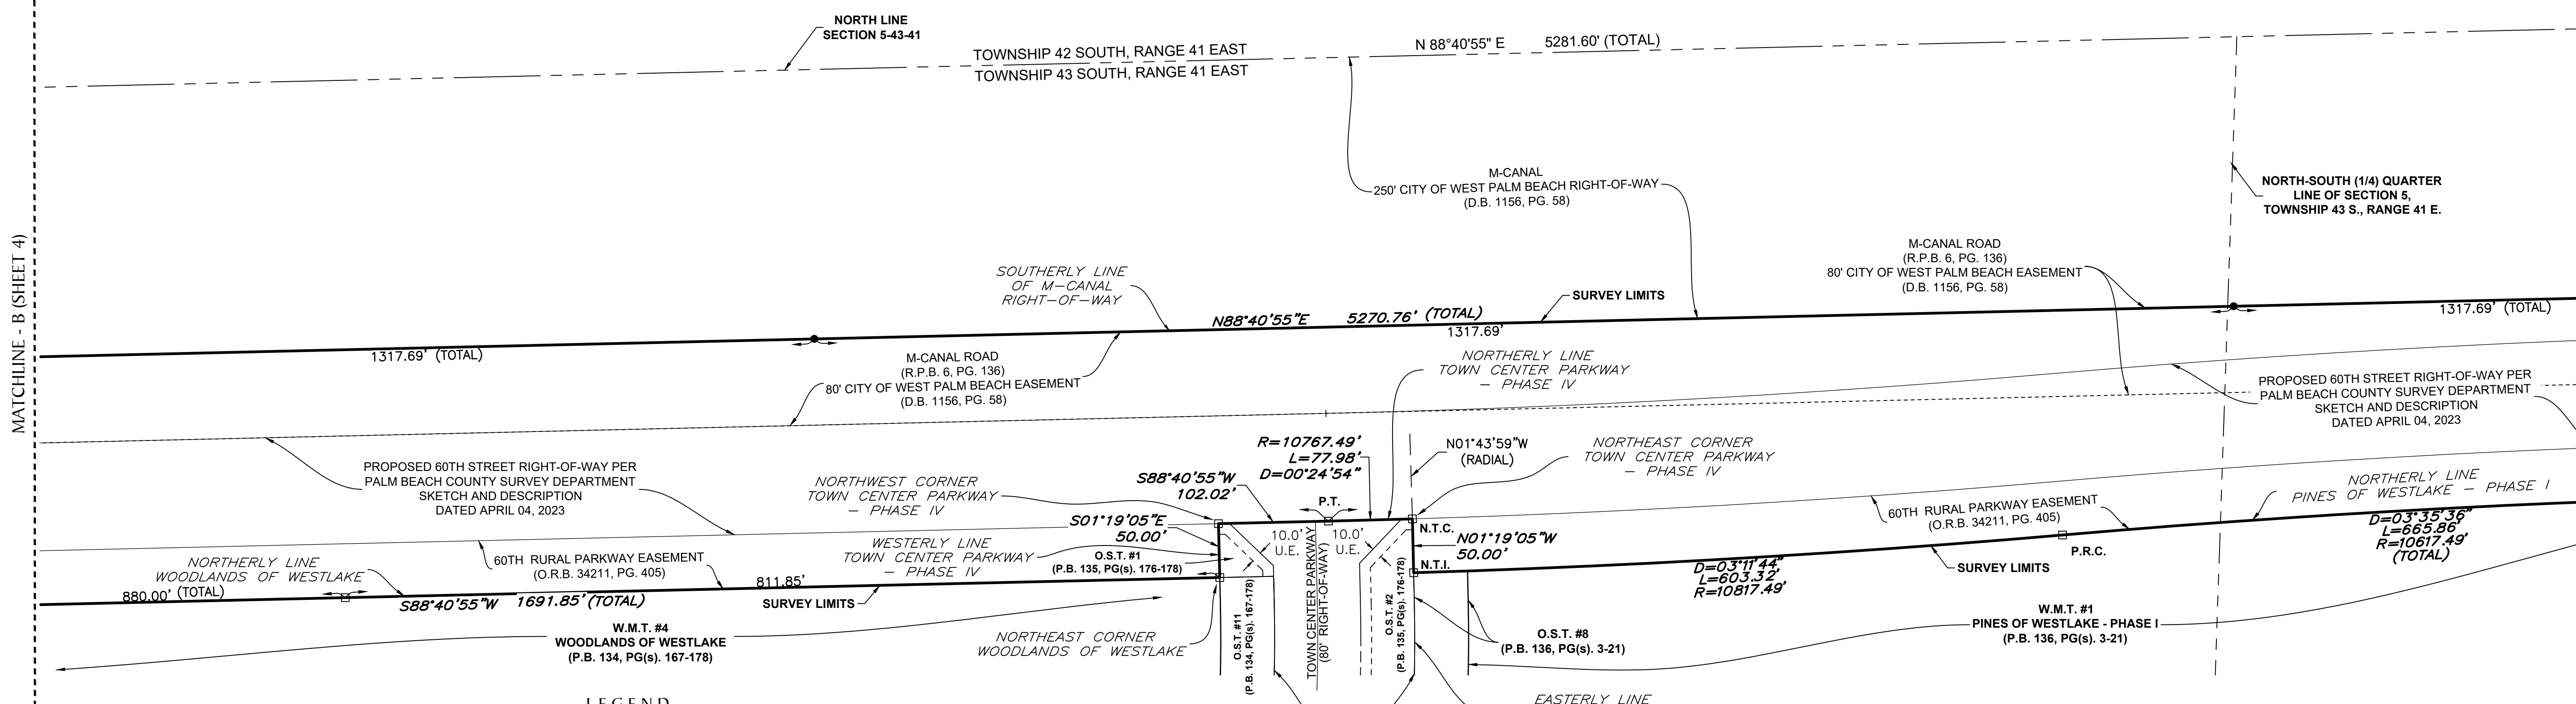 NORTH LINE
SECTION 5-43-41
TOWNSHIP 42 SOUTH, RANGE 41 EAST
TOWNSHIP 43 SOUTH, RANGE 41 EAST
N 88°40'55" E 5281.60' (TOTAL)
MATCHLINE - B (SHEET 4)
M-CANAL
250' CITY OF WEST PALM BEACH RIGHT-OF-WAY
(D.B. 1156, PG. 58)
NORTH-SOUTH (1/4) QUARTER
LINE OF SECTION 5,
TOWNSHIP 43 S., RANGE 41 E.
SOUTHERLY LINE
OF M-CANAL
RIGHT-OF-WAY
SURVEY LIMITS
M-CANAL ROAD
(R.P.B. 6, PG. 136)
80' CITY OF WEST PALM BEACH EASEMENT
(D.B. 1156, PG. 58)
N88°40'55"E 5270.76' (TOTAL)
1317.69'
1317.69' (TOTAL)
1317.69' (TOTAL)
M-CANAL ROAD
(R.P.B. 6, PG. 136)
80' CITY OF WEST PALM BEACH EASEMENT
(D.B. 1156, PG. 58)
NORTHERLY LINE
TOWN CENTER PARKWAY
- PHASE IV
PROPOSED 60TH STREET RIGHT-OF-WAY PER
PALM BEACH COUNTY SURVEY DEPARTMENT
SKETCH AND DESCRIPTION
DATED APRIL 04, 2023
PROPOSED 60TH STREET RIGHT-OF-WAY PER
PALM BEACH COUNTY SURVEY DEPARTMENT
SKETCH AND DESCRIPTION
DATED APRIL 04, 2023
NORTHWEST CORNER
TOWN CENTER PARKWAY
- PHASE IV
S88°40'55"W
102.02'
R=10767.49'
L=77.98'
D=00°24'54"
P.T.
N01°43'59"W
(RADIAL)
NORTHEAST CORNER
TOWN CENTER PARKWAY
- PHASE IV
NORTHERLY LINE
PINES OF WESTLAKE - PHASE I
60TH RURAL PARKWAY EASEMENT
(O.R.B. 34211, PG. 405)
S01°19'05"E
50.00'
WESTERLY LINE
TOWN CENTER PARKWAY
- PHASE IV
O.S.T. #1
(P.B. 135, PG(s). 176-178)
10.0'
U.E.
10.0'
U.E.
N.T.C.
N01°19'05"W
50.00'
N.T.I.
D=03°11'44"
L=603.32'
R=10817.49'
P.R.C.
D=03°35'36"
L=665.86'
R=10617.49'
(TOTAL)
SURVEY LIMITS
NORTHERLY LINE
WOODLANDS OF WESTLAKE
60TH RURAL PARKWAY EASEMENT
(O.R.B. 34211, PG. 405)
880.00' (TOTAL)
811.85'
S88°40'55"W 1691.85' (TOTAL)
SURVEY LIMITS
W.M.T. #4
WOODLANDS OF WESTLAKE
(P.B. 134, PG(s). 167-178)
NORTHEAST CORNER
WOODLANDS OF WESTLAKE
O.S.T. #11
(P.B. 134, PG(s). 167-178)
TOWN CENTER PARKWAY
(80' RIGHT-OF-WAY)
O.S.T. #2
(P.B. 135, PG(s). 176-178)
O.S.T. #8
(P.B. 136, PG(s). 3-21)
W.M.T. #1
PINES OF WESTLAKE - PHASE I
(P.B. 136, PG(s). 3-21)
LEGEND
EASTERLY LINE